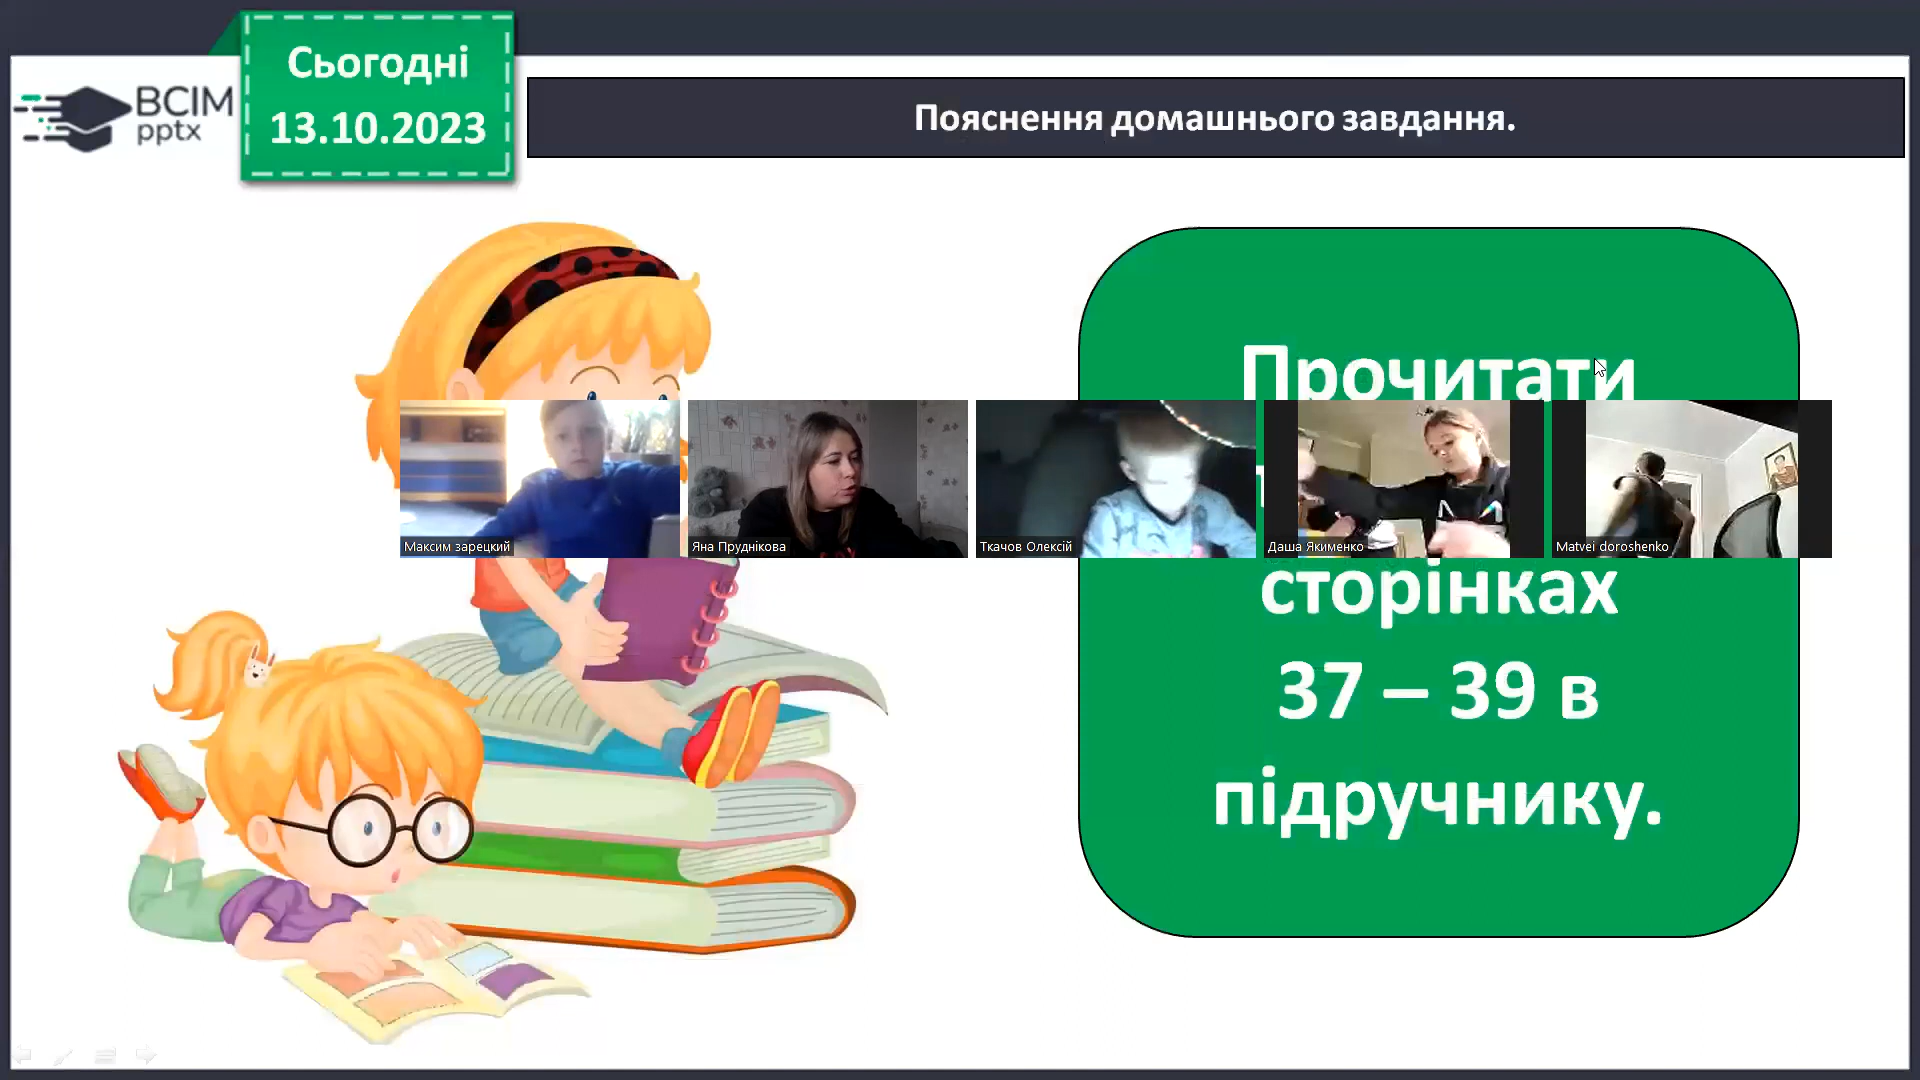 Сьогодні
13.10.2023
ВСІМ
pptx
Пояснення домашнього завдання.
Прочитати
Максим зарецкий
Яна Пруднікова
Ткачов Олексій
Даша Якименко
Matvei doroshenko
сторінках
37 – 39 в
підручнику.